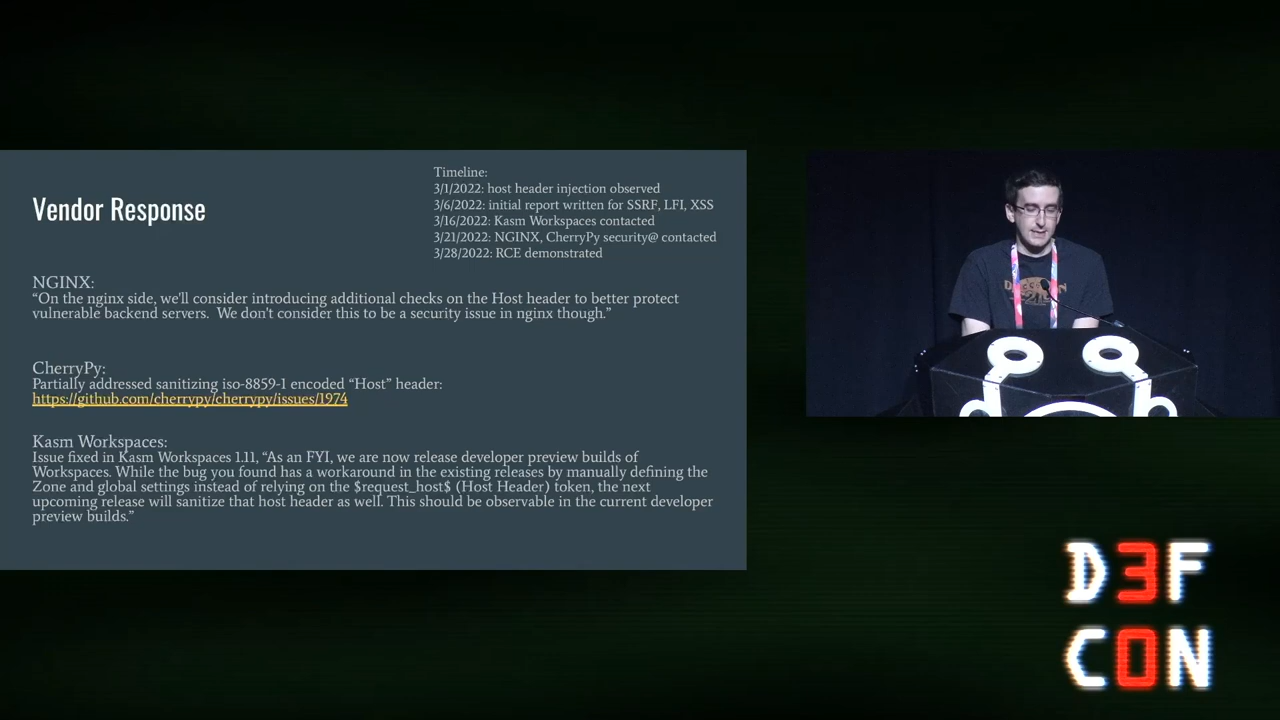 Vendor Response
Timeline:
3/1/2022: host header injection observed
3/6/2022: initial report written for SSRF, LFI, XSS
3/16/2022: Kasm Workspaces contacted
3/21/2022: NGINX, CherryPy security@ contacted
3/28/2022: RCE demonstrated
NGINX:
“On the nginx side, we'll consider introducing additional checks on the Host header to better protect
vulnerable backend servers.  We don't consider this to be a security issue in nginx though.”
CherryPy:
Partially addressed sanitizing iso-8859-1 encoded “Host” header:
https://github.com/cherrypy/cherrypy/issues/1974
Kasm Workspaces:
Issue fixed in Kasm Workspaces 1.11, “As an FYI, we are now release developer preview builds of
Workspaces. While the bug you found has a workaround in the existing releases by manually defining the
Zone and global settings instead of relying on the $request_host$ (Host Header) token, the next
upcoming release will sanitize that host header as well. This should be observable in the current developer
preview builds.”
D3F
C0N